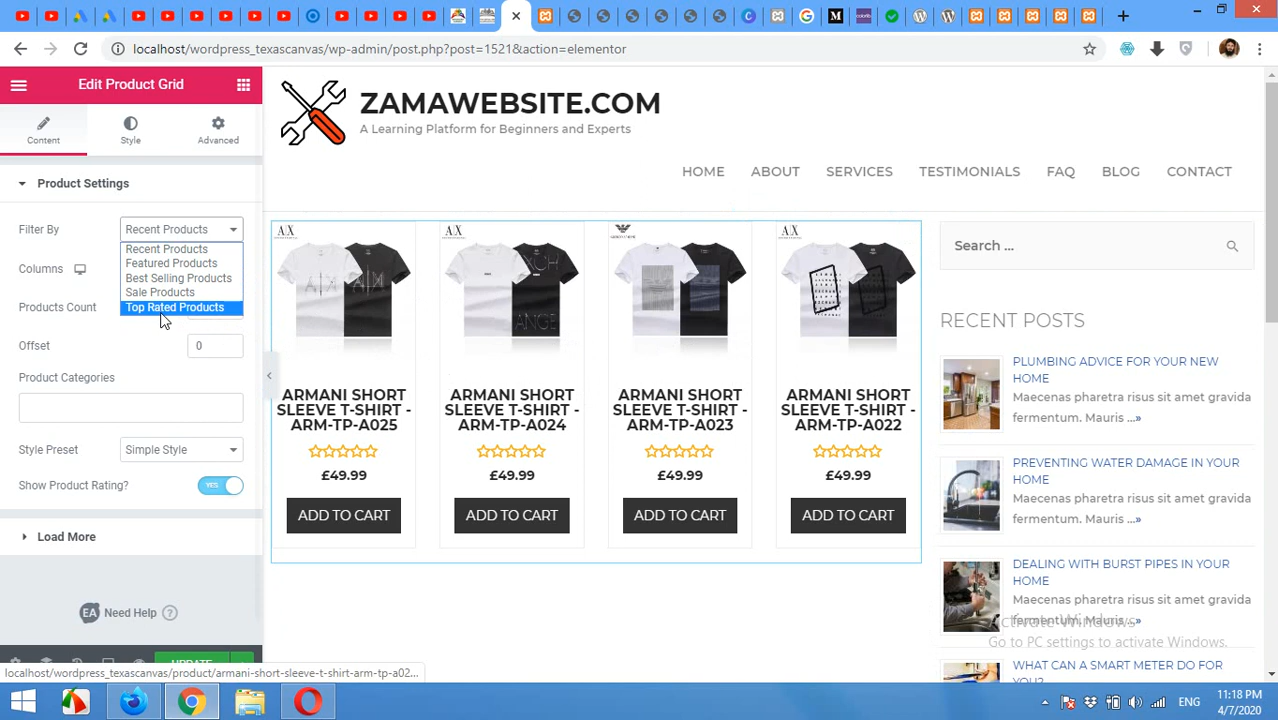 localhost/wordpress_texascanvas/wp-admin/post.php?post=1521&action=elementor
Edit Product Grid
Content
Style
Advanced
Product Settings
Filter By
Recent Products
Recent Products
Featured Products
Best Selling Products
Sale Products
Top Rated Products
Columns
Products Count
Offset
0
Product Categories
Style Preset
Simple Style
Show Product Rating?
YES
Load More
EA Need Help ?
UPDATE
ZAMAWEBSITE.COM
A Learning Platform for Beginners and Experts
HOME ABOUT SERVICES TESTIMONIALS FAQ BLOG CONTACT
ARMANI SHORT SLEEVE T-SHIRT - ARM-TP-A025
£49.99
ADD TO CART
ARMANI SHORT SLEEVE T-SHIRT - ARM-TP-A024
£49.99
ADD TO CART
ARMANI SHORT SLEEVE T-SHIRT - ARM-TP-A023
£49.99
ADD TO CART
ARMANI SHORT SLEEVE T-SHIRT - ARM-TP-A022
£49.99
ADD TO CART
Search ...
RECENT POSTS
PLUMBING ADVICE FOR YOUR NEW
HOME
Maecenas pharetra risus sit amet gravida
fermentum. Mauris ...»
PREVENTING WATER DAMAGE IN YOUR
HOME
Maecenas pharetra risus sit amet gravida
fermentum. Mauris ...»
DEALING WITH BURST PIPES IN YOUR
HOME
Maecenas pharetra risus sit amet gravida
fermentum. Mauris ...»
Activate Windows
Go to PC settings to activate Windows.
WHAT CAN A SMART METER DO FOR
YOU?
localhost/wordpress_texascanvas/product/armani-short-sleeve-t-shirt-arm-tp-a02...
ENG
11:18 PM
4/7/2020